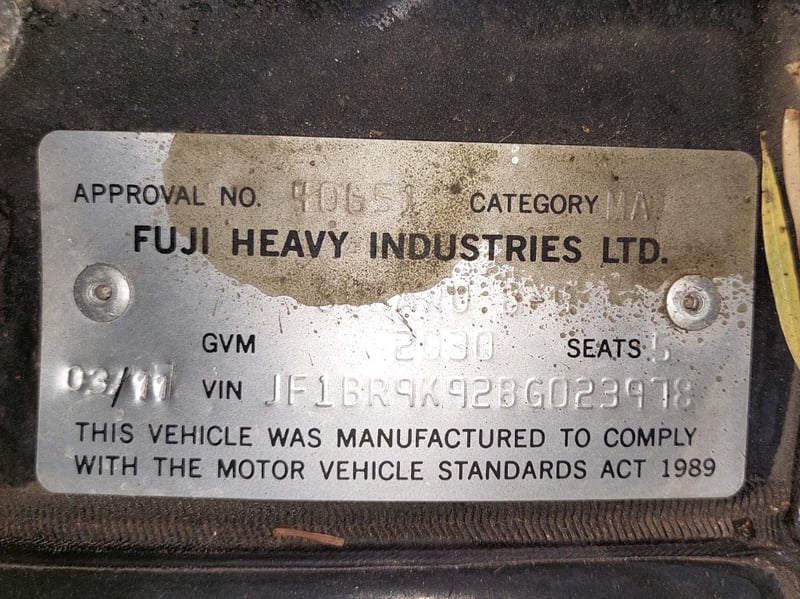 APPROVAL NO. 40651 CATEGORY MA
FUJI HEAVY INDUSTRIES LTD.
GVM 2030 SEATS 5
03/11 VIN JF1BR9K92BG023978
THIS VEHICLE WAS MANUFACTURED TO COMPLY
WITH THE MOTOR VEHICLE STANDARDS ACT 1989